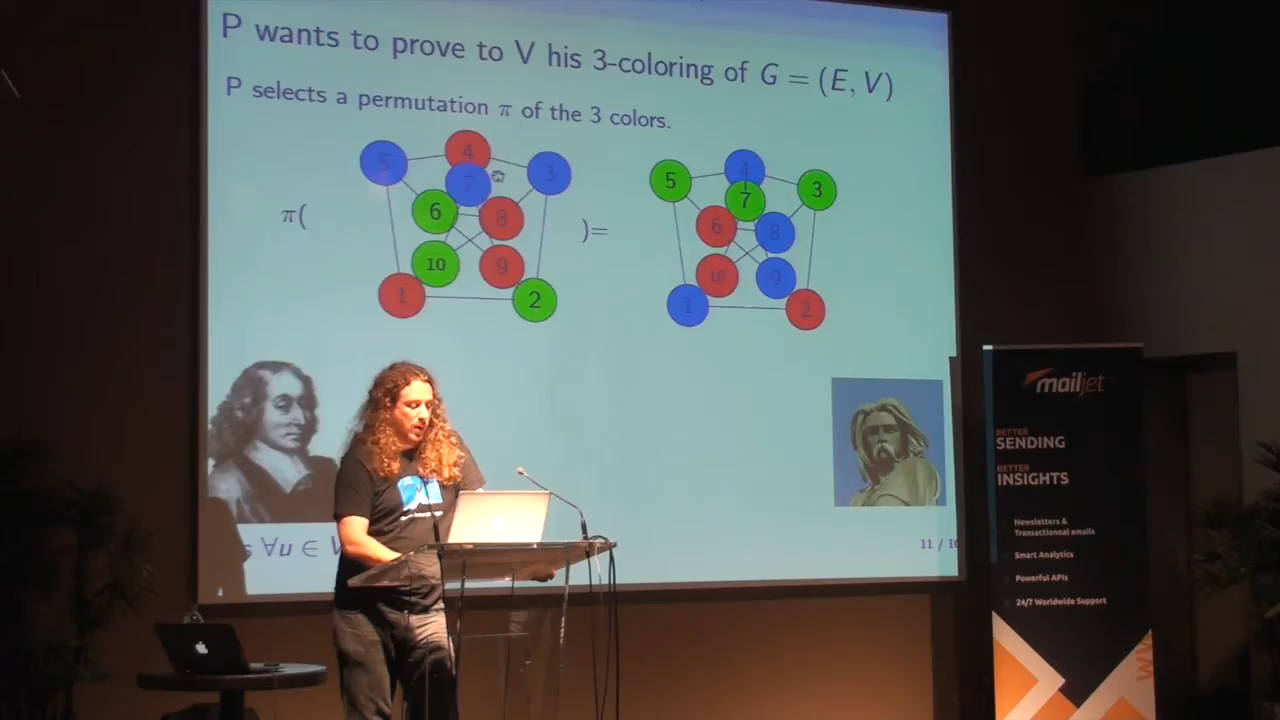 P wants to prove to V his 3-coloring of G = (E, V)
P selects a permutation π of the 3 colors.
π(
5 4 3
7
6 8
10 9
1 2
)=
5 4 3
7
6 8
10 9
1 2
∀u ∈ V
11 /
mailjet
BETTER
SENDING
BETTER
INSIGHTS
Newsletters &
Transactionnal emails
Smart Analytics
Powerful APIs
24/7 Worldwide Support